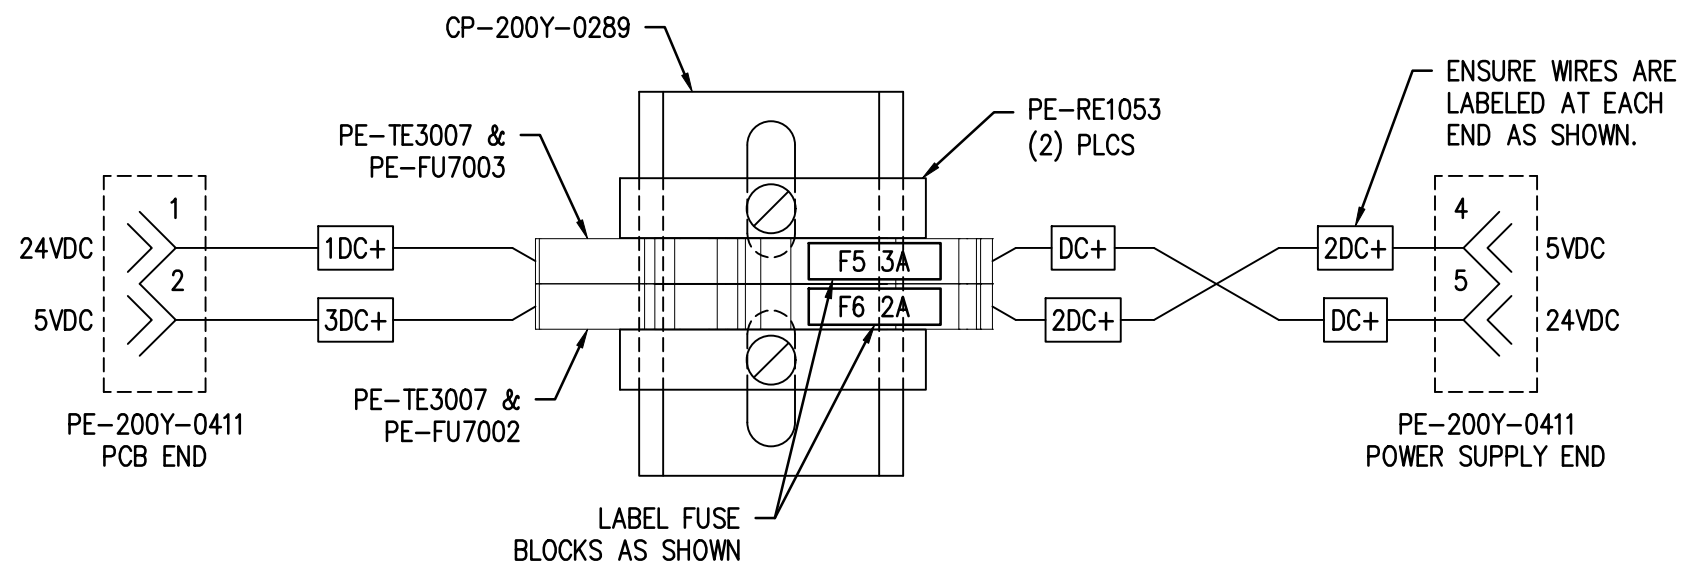 CP-200Y-0289
ENSURE WIRES ARE
LABELED AT EACH
END AS SHOWN.
PE-RE1053
(2) PLCS
PE-TE3007 &
PE-FU7003
1
24VDC
1DC+
2
5VDC
3DC+
F5 3A
F6 2A
DC+
2DC+
2DC+
DC+
4
5VDC
5
24VDC
PE-TE3007 &
PE-FU7002
PE-200Y-0411
PCB END
PE-200Y-0411
POWER SUPPLY END
LABEL FUSE
BLOCKS AS SHOWN